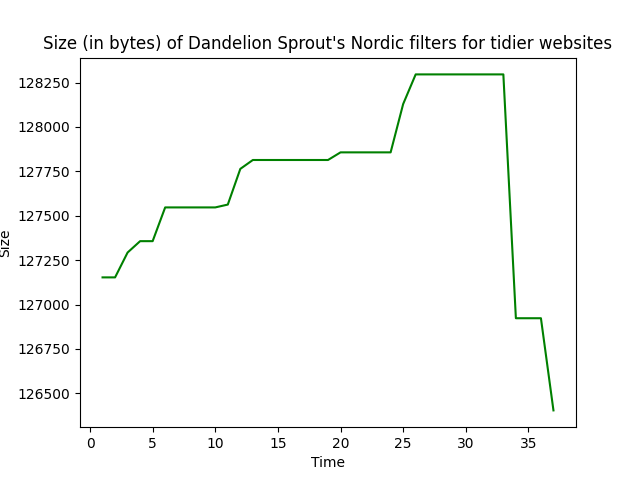 Size (in bytes) of Dandelion Sprout's Nordic filters for tidier websites
128250
128000
127750
127500
127250
127000
126750
126500
Size
0 5 10 15 20 25 30 35
Time